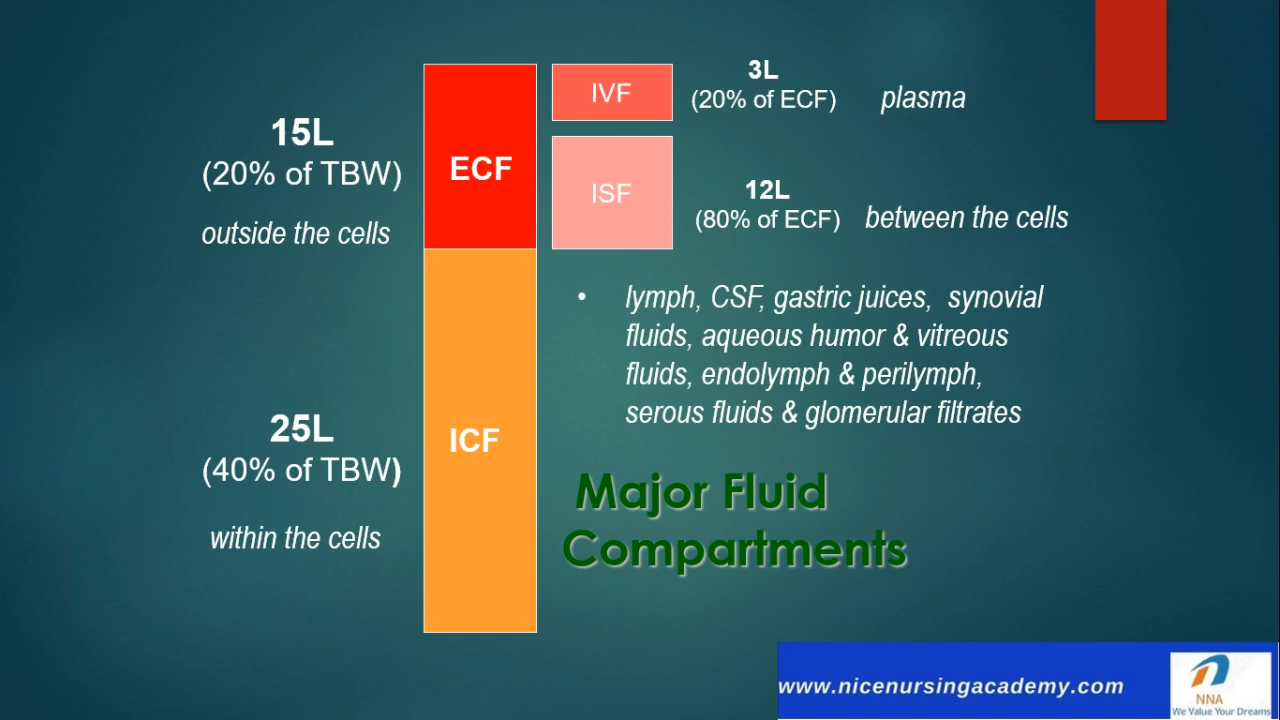 15L
(20% of TBW)
outside the cells
ECF
IVF
3L
(20% of ECF)
plasma
ISF
12L
(80% of ECF)
between the cells
• lymph, CSF, gastric juices, synovial
fluids, aqueous humor & vitreous
fluids, endolymph & perilymph,
serous fluids & glomerular filtrates
25L
(40% of TBW)
within the cells
ICF
Major Fluid
Compartments
www.nicenursingacademy.com
NNA
We Value Your Dreams